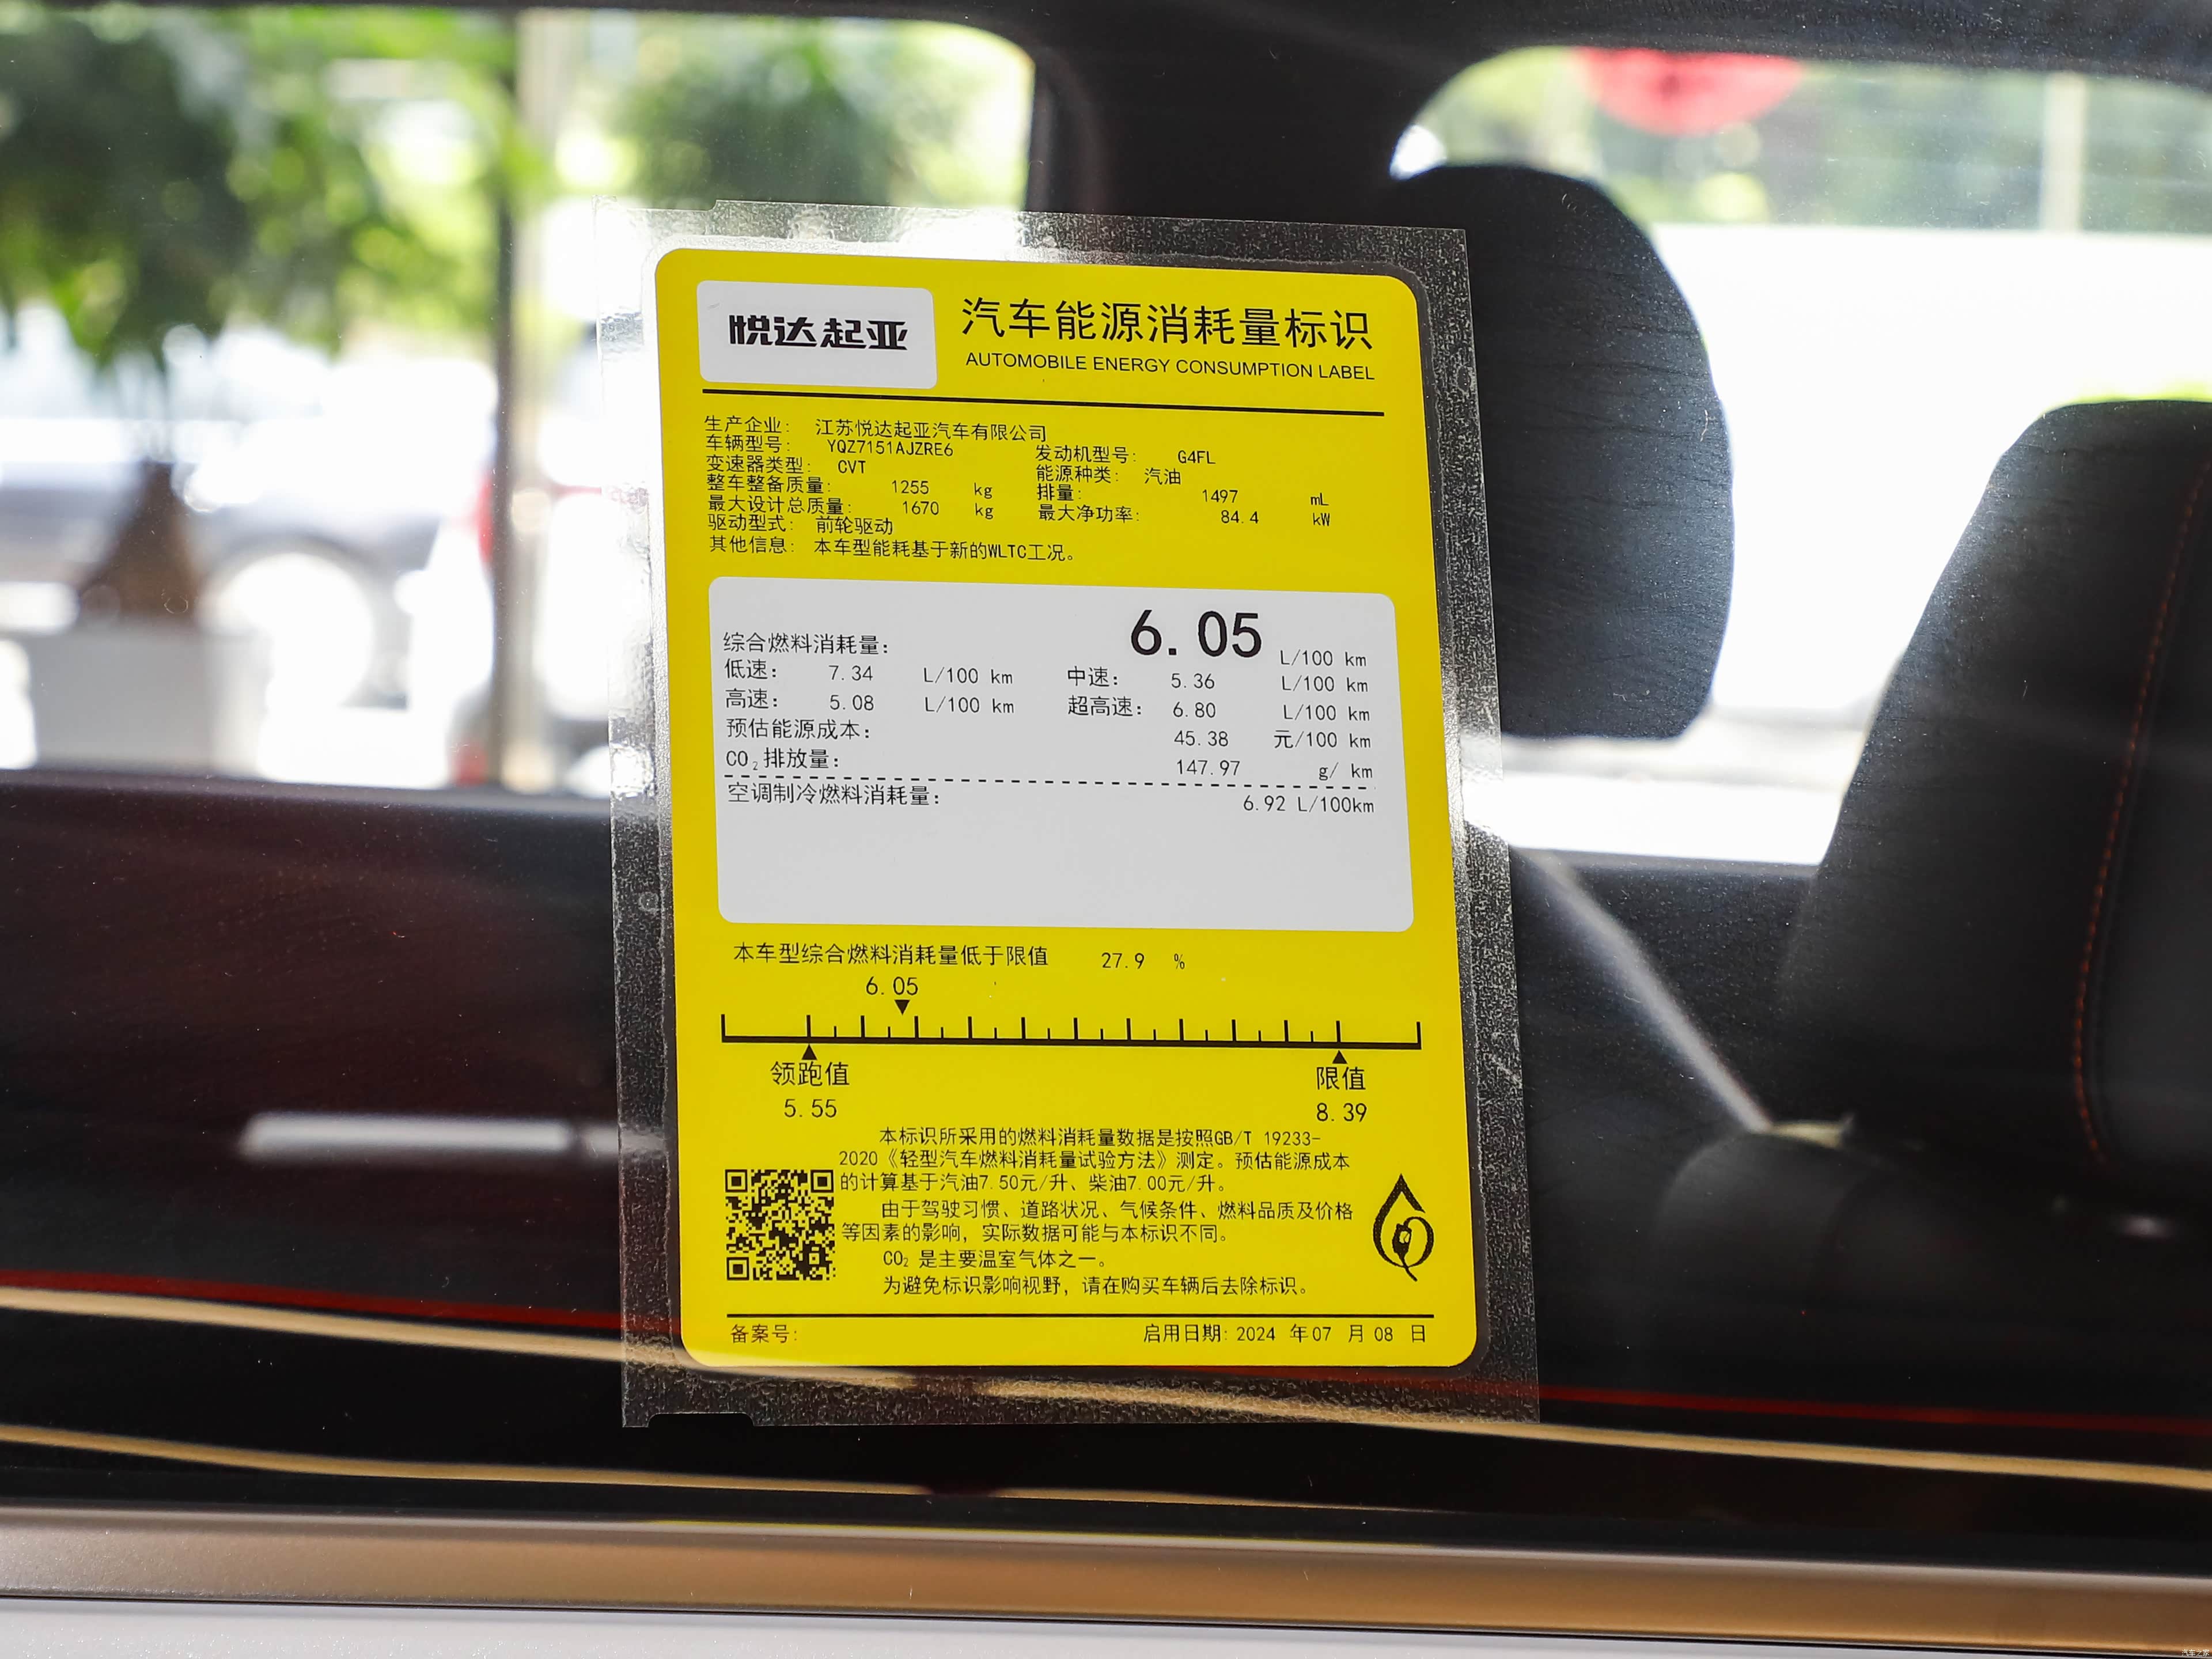 悦达起亚
汽车能源消耗量标识
AUTOMOBILE ENERGY CONSUMPTION LABEL
生产企业: 江苏悦达起亚汽车有限公司
车辆型号: YQZ7151AJZRE6 发动机型号: G4FL
变速器类型: CVT 能源种类: 汽油
整车整备质量: 1255 kg 排量: 1497 mL
最大设计总质量: 1670 kg 最大净功率: 84.4 kW
驱动型式: 前轮驱动
其他信息: 本车型能耗基于新的WLTC工况。
综合燃料消耗量: 6.05 L/100 km
低速: 7.34 L/100 km 中速: 5.36 L/100 km
高速: 5.08 L/100 km 超高速: 6.80 L/100 km
预估能源成本: 45.38 元/100 km
CO₂排放量: 147.97 g/ km
空调制冷燃料消耗量: 6.92 L/100km
本车型综合燃料消耗量低于限值 27.9 %
6.05
领跑值 限值
5.55 8.39
本标识所采用的燃料消耗量数据是按照GB/T 19233-
2020《轻型汽车燃料消耗量试验方法》测定。预估能源成本
的计算基于汽油7.50元/升、柴油7.00元/升。
由于驾驶习惯、道路状况、气候条件、燃料品质及价格
等因素的影响，实际数据可能与本标识不同。
CO₂ 是主要温室气体之一。
为避免标识影响视野，请在购买车辆后去除标识。
备案号: 启用日期: 2024 年 07 月 08 日
汽车之家